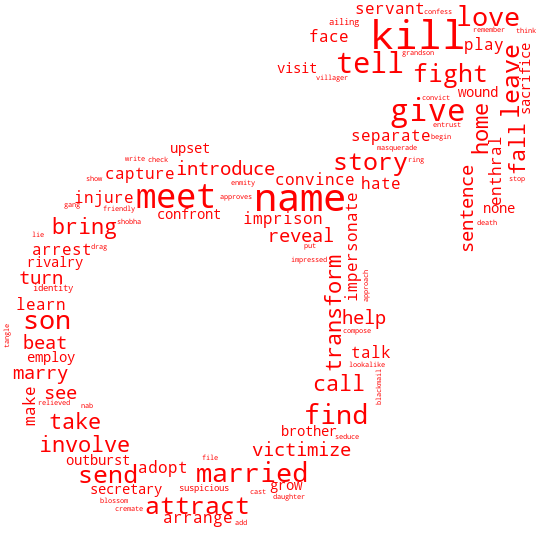 servant confess love
ailing kill remember think
face tell grandson play
visit villager fight leave sacrifice
give convict wound
separate entrust home fall enthral
upset masquerade begin
write check story ring stop
show capture introduce convince hate
enmity sentence none
gang injure meet name approves
friendly confront imprison impersonate death
lie bring shobha reveal
drag put
arrest impressed
rivalry approach
turn identity transform
learn son help
tangle compose
beat talk
employ lookalike
marry call blackmail
make see nab
relieved find
take brother seduce
involve victimize
outburst file
send adopt married
secretary suspicious grow
blossom cast daughter
cremate attract
arrange add